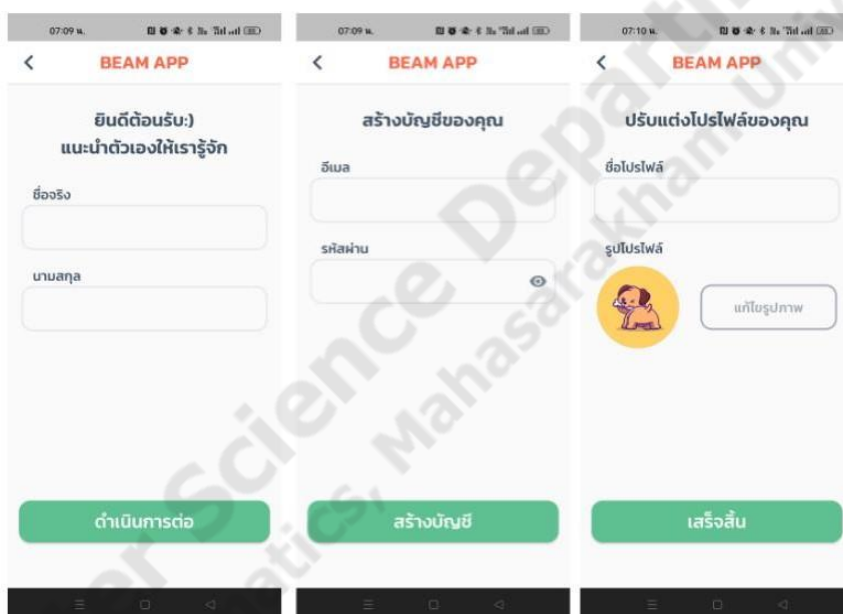 07:09 น.
BEAM APP
ยินดีต้อนรับ:)
แนะนำตัวเองให้เรารู้จัก
ชื่อจริง
นามสกุล
ดำเนินการต่อ
07:09 น.
BEAM APP
สร้างบัญชีของคุณ
อีเมล
รหัสผ่าน
สร้างบัญชี
07:10 น.
BEAM APP
ปรับแต่งโปรไฟล์ของคุณ
ชื่อโปรไฟล์
รูปโปรไฟล์
แก้ไขรูปภาพ
เสร็จสิ้น
er Science Departm
atics, Mahasarakham Unive